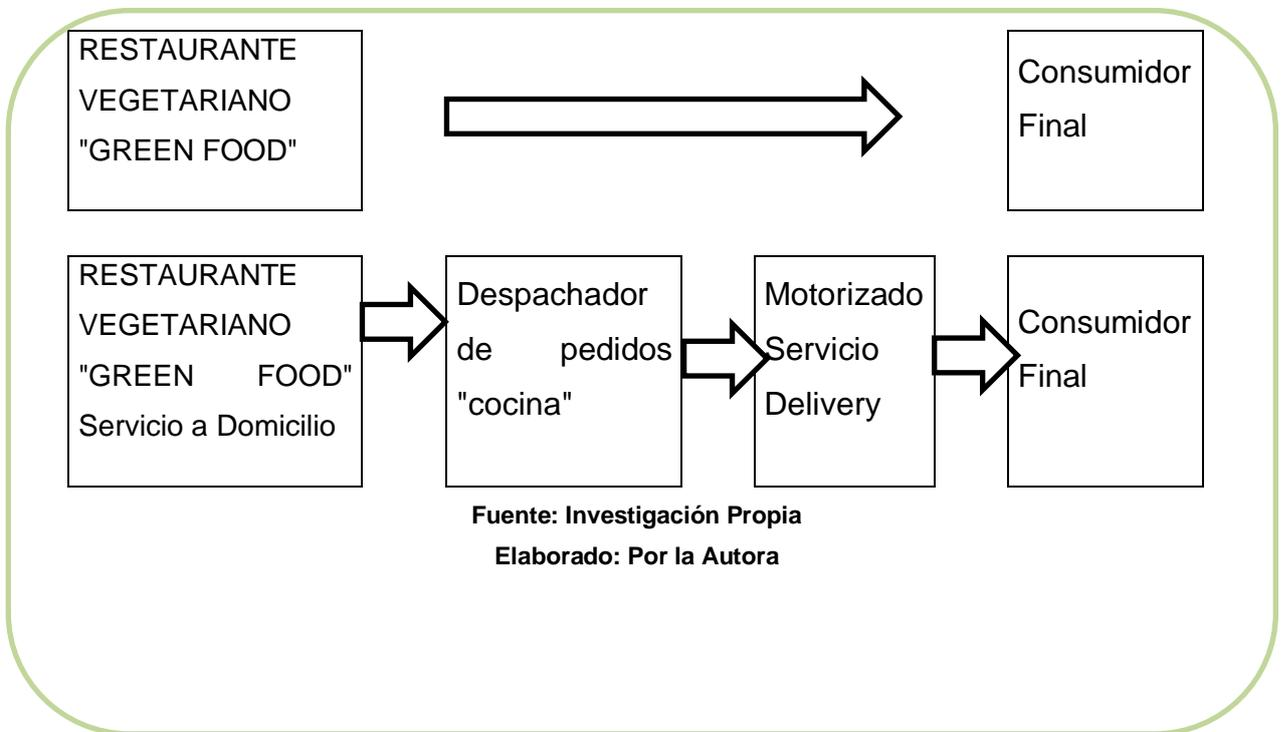 RESTAURANTE
VEGETARIANO
"GREEN FOOD"
Consumidor
Final
RESTAURANTE
VEGETARIANO
"GREEN FOOD"
Servicio a Domicilio
Despachador
de pedidos
"cocina"
Motorizado
Servicio
Delivery
Consumidor
Final
Fuente: Investigación Propia
Elaborado: Por la Autora